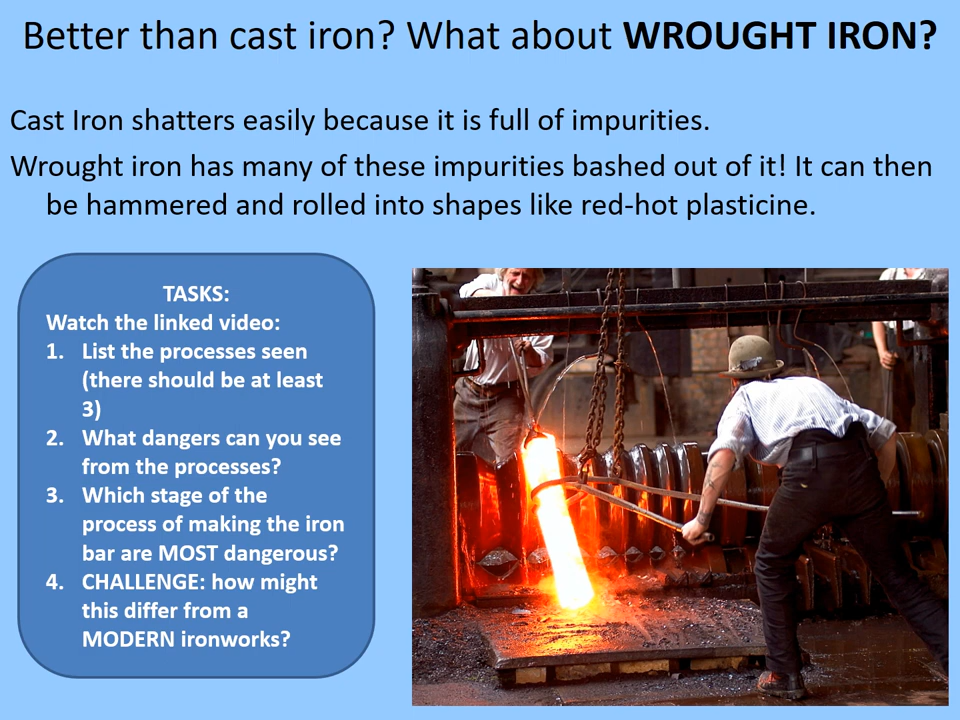 Better than cast iron? What about WROUGHT IRON?
Cast Iron shatters easily because it is full of impurities.
Wrought iron has many of these impurities bashed out of it! It can then
be hammered and rolled into shapes like red-hot plasticine.
TASKS:
Watch the linked video:
1. List the processes seen
(there should be at least
3)
2. What dangers can you see
from the processes?
3. Which stage of the
process of making the iron
bar are MOST dangerous?
4. CHALLENGE: how might
this differ from a
MODERN ironworks?